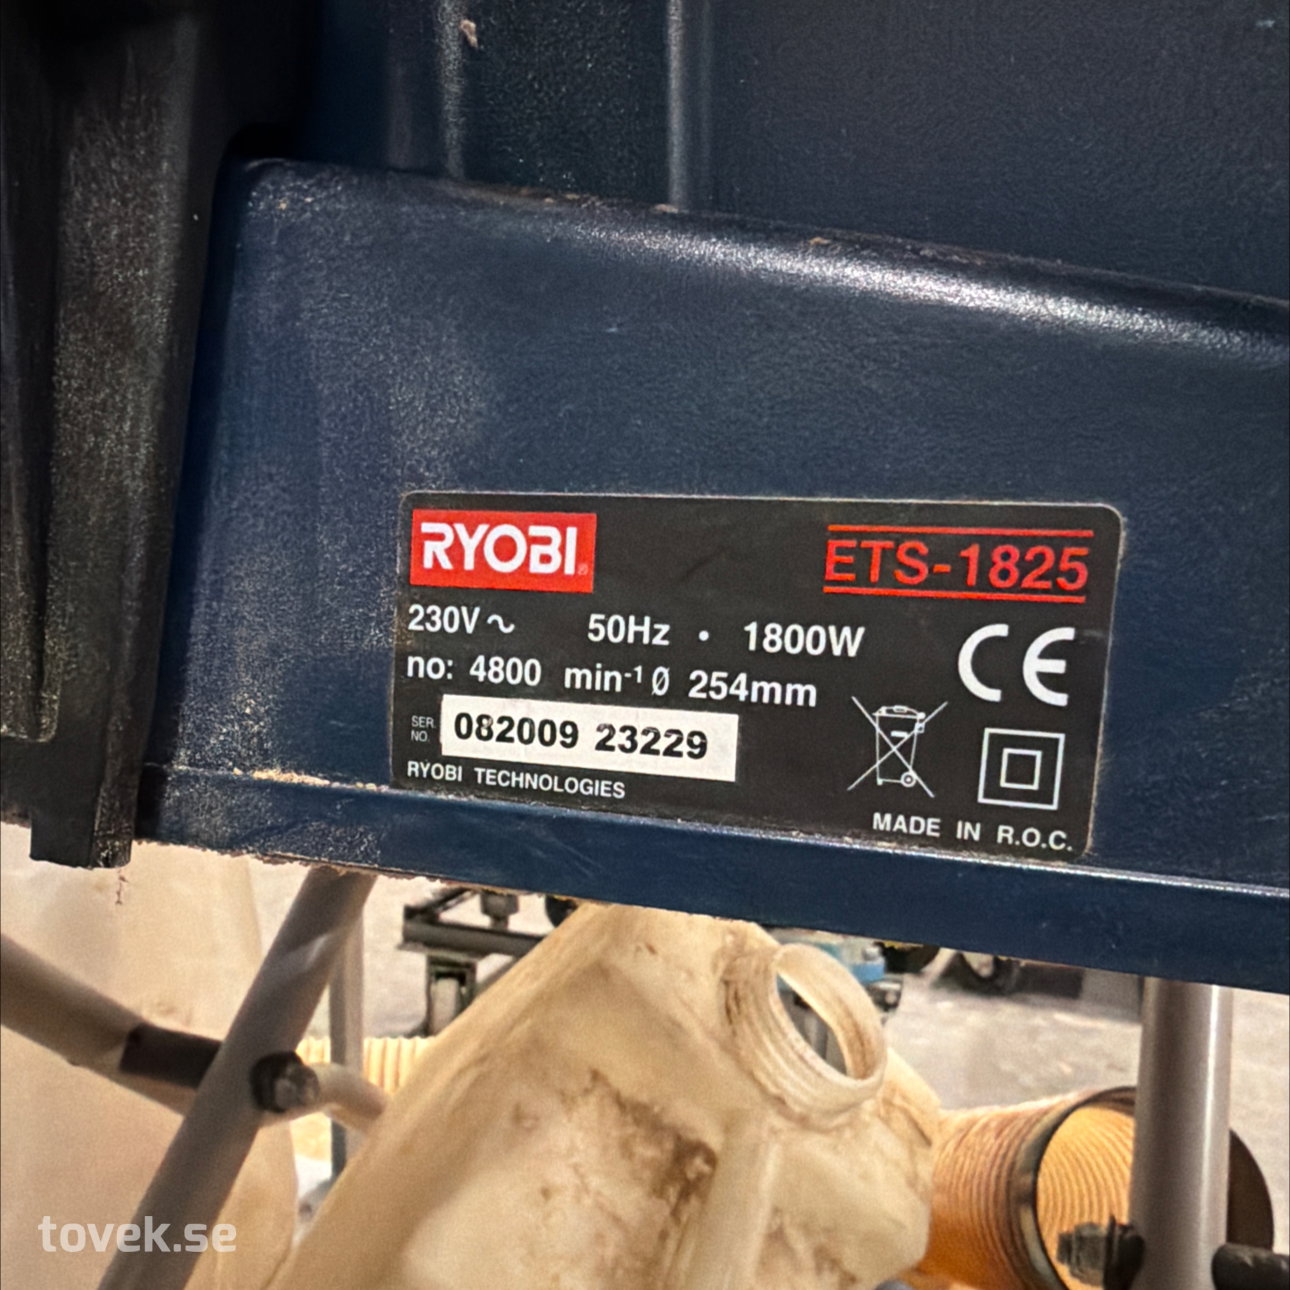 RYOBI
ETS-1825
230V ~ 50Hz • 1800W
no: 4800 min-1 Ø 254mm
CE
SER. NO. 082009 23229
RYOBI TECHNOLOGIES
MADE IN R.O.C.
tovek.se